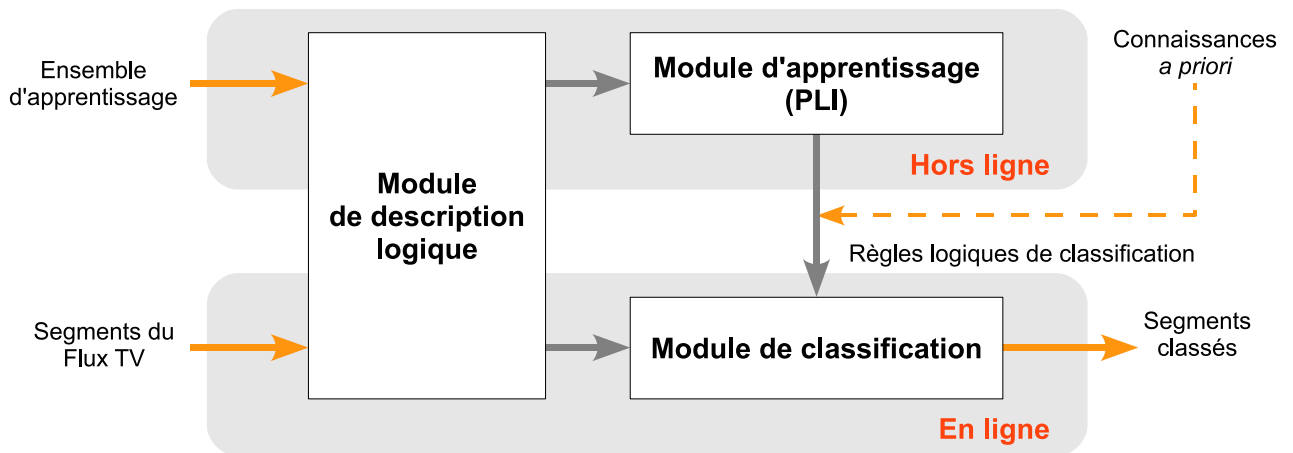 Ensemble
d'apprentissage
Module
de description
logique
Module d'apprentissage
(PLI)
Connaissances
a priori
Hors ligne
Règles logiques de classification
Segments du
Flux TV
Module de classification
Segments
classés
En ligne